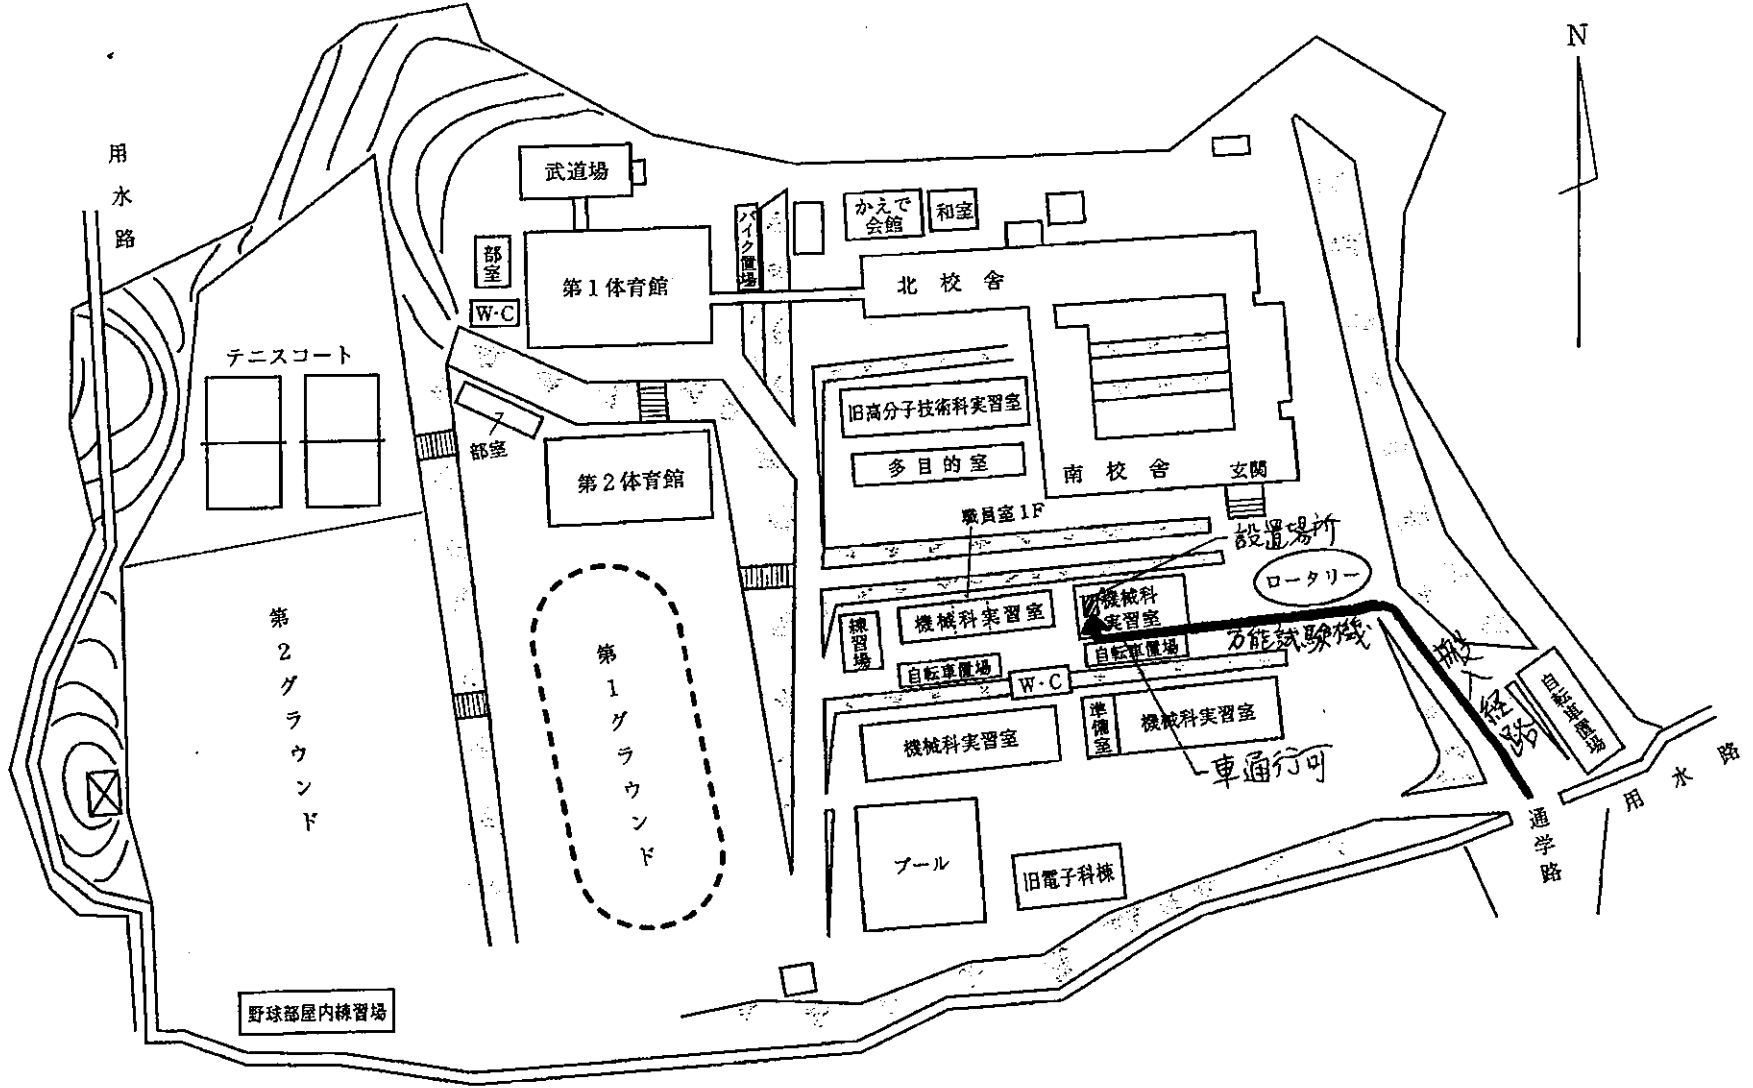 N
用水路
武道場
バイク置場
かえで
会館
和室
部室
第1体育館
北校舎
W·C
テニスコート
旧高分子技術科実習室
部室
多目的室
南校舎
玄関
第2体育館
職員室1F
設置場所
ロータリー
機械科
実習室
機械科実習室
練習場
万能試験機
自転車置場
自転車置場
搬入経路
W·C
自転車置場
第2グラウンド
第1グラウンド
準備室
機械科実習室
機械科実習室
車通行可
用水路
通学路
プール
旧電子科棟
野球部屋内練習場